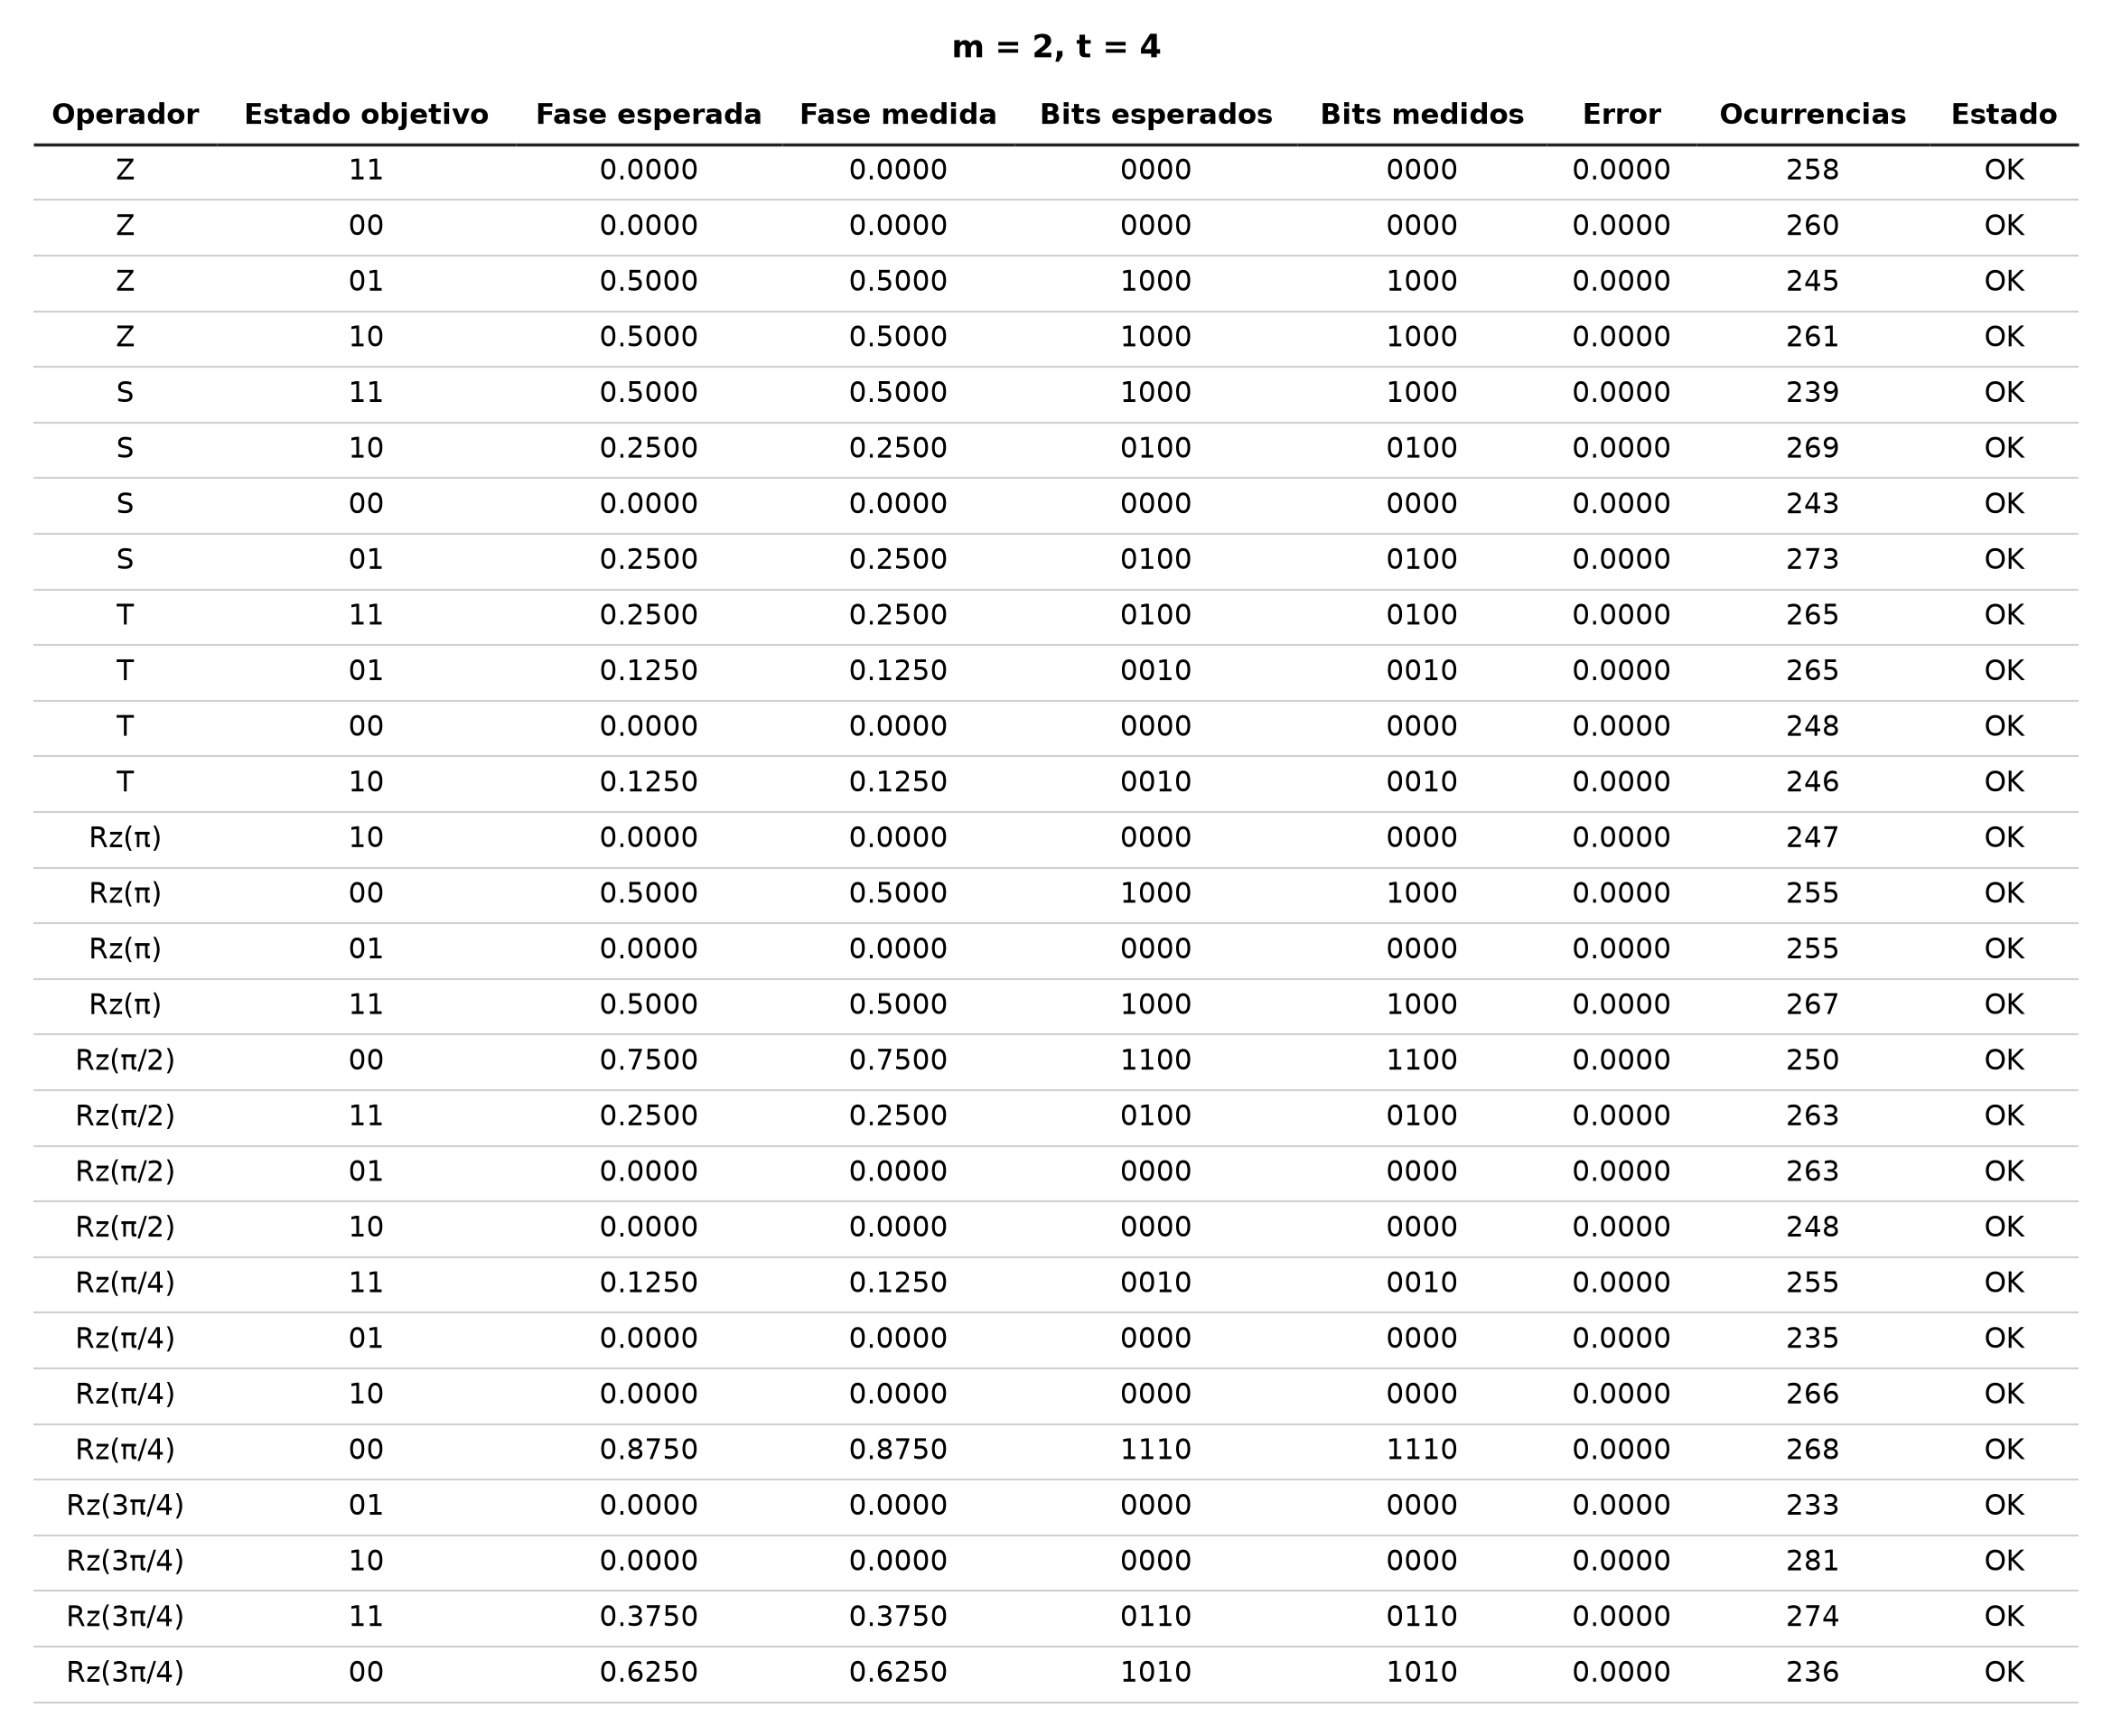 m = 2, t = 4
Operador Estado objetivo Fase esperada Fase medida Bits esperados Bits medidos Error Ocurrencias Estado
Z 11 0.0000 0.0000 0000 0000 0.0000 258 OK
Z 00 0.0000 0.0000 0000 0000 0.0000 260 OK
Z 01 0.5000 0.5000 1000 1000 0.0000 245 OK
Z 10 0.5000 0.5000 1000 1000 0.0000 261 OK
S 11 0.5000 0.5000 1000 1000 0.0000 239 OK
S 10 0.2500 0.2500 0100 0100 0.0000 269 OK
S 00 0.0000 0.0000 0000 0000 0.0000 243 OK
S 01 0.2500 0.2500 0100 0100 0.0000 273 OK
T 11 0.2500 0.2500 0100 0100 0.0000 265 OK
T 01 0.1250 0.1250 0010 0010 0.0000 265 OK
T 00 0.0000 0.0000 0000 0000 0.0000 248 OK
T 10 0.1250 0.1250 0010 0010 0.0000 246 OK
Rz(π) 10 0.0000 0.0000 0000 0000 0.0000 247 OK
Rz(π) 00 0.5000 0.5000 1000 1000 0.0000 255 OK
Rz(π) 01 0.0000 0.0000 0000 0000 0.0000 255 OK
Rz(π) 11 0.5000 0.5000 1000 1000 0.0000 267 OK
Rz(π/2) 00 0.7500 0.7500 1100 1100 0.0000 250 OK
Rz(π/2) 11 0.2500 0.2500 0100 0100 0.0000 263 OK
Rz(π/2) 01 0.0000 0.0000 0000 0000 0.0000 263 OK
Rz(π/2) 10 0.0000 0.0000 0000 0000 0.0000 248 OK
Rz(π/4) 11 0.1250 0.1250 0010 0010 0.0000 255 OK
Rz(π/4) 01 0.0000 0.0000 0000 0000 0.0000 235 OK
Rz(π/4) 10 0.0000 0.0000 0000 0000 0.0000 266 OK
Rz(π/4) 00 0.8750 0.8750 1110 1110 0.0000 268 OK
Rz(3π/4) 01 0.0000 0.0000 0000 0000 0.0000 233 OK
Rz(3π/4) 10 0.0000 0.0000 0000 0000 0.0000 281 OK
Rz(3π/4) 11 0.3750 0.3750 0110 0110 0.0000 274 OK
Rz(3π/4) 00 0.6250 0.6250 1010 1010 0.0000 236 OK